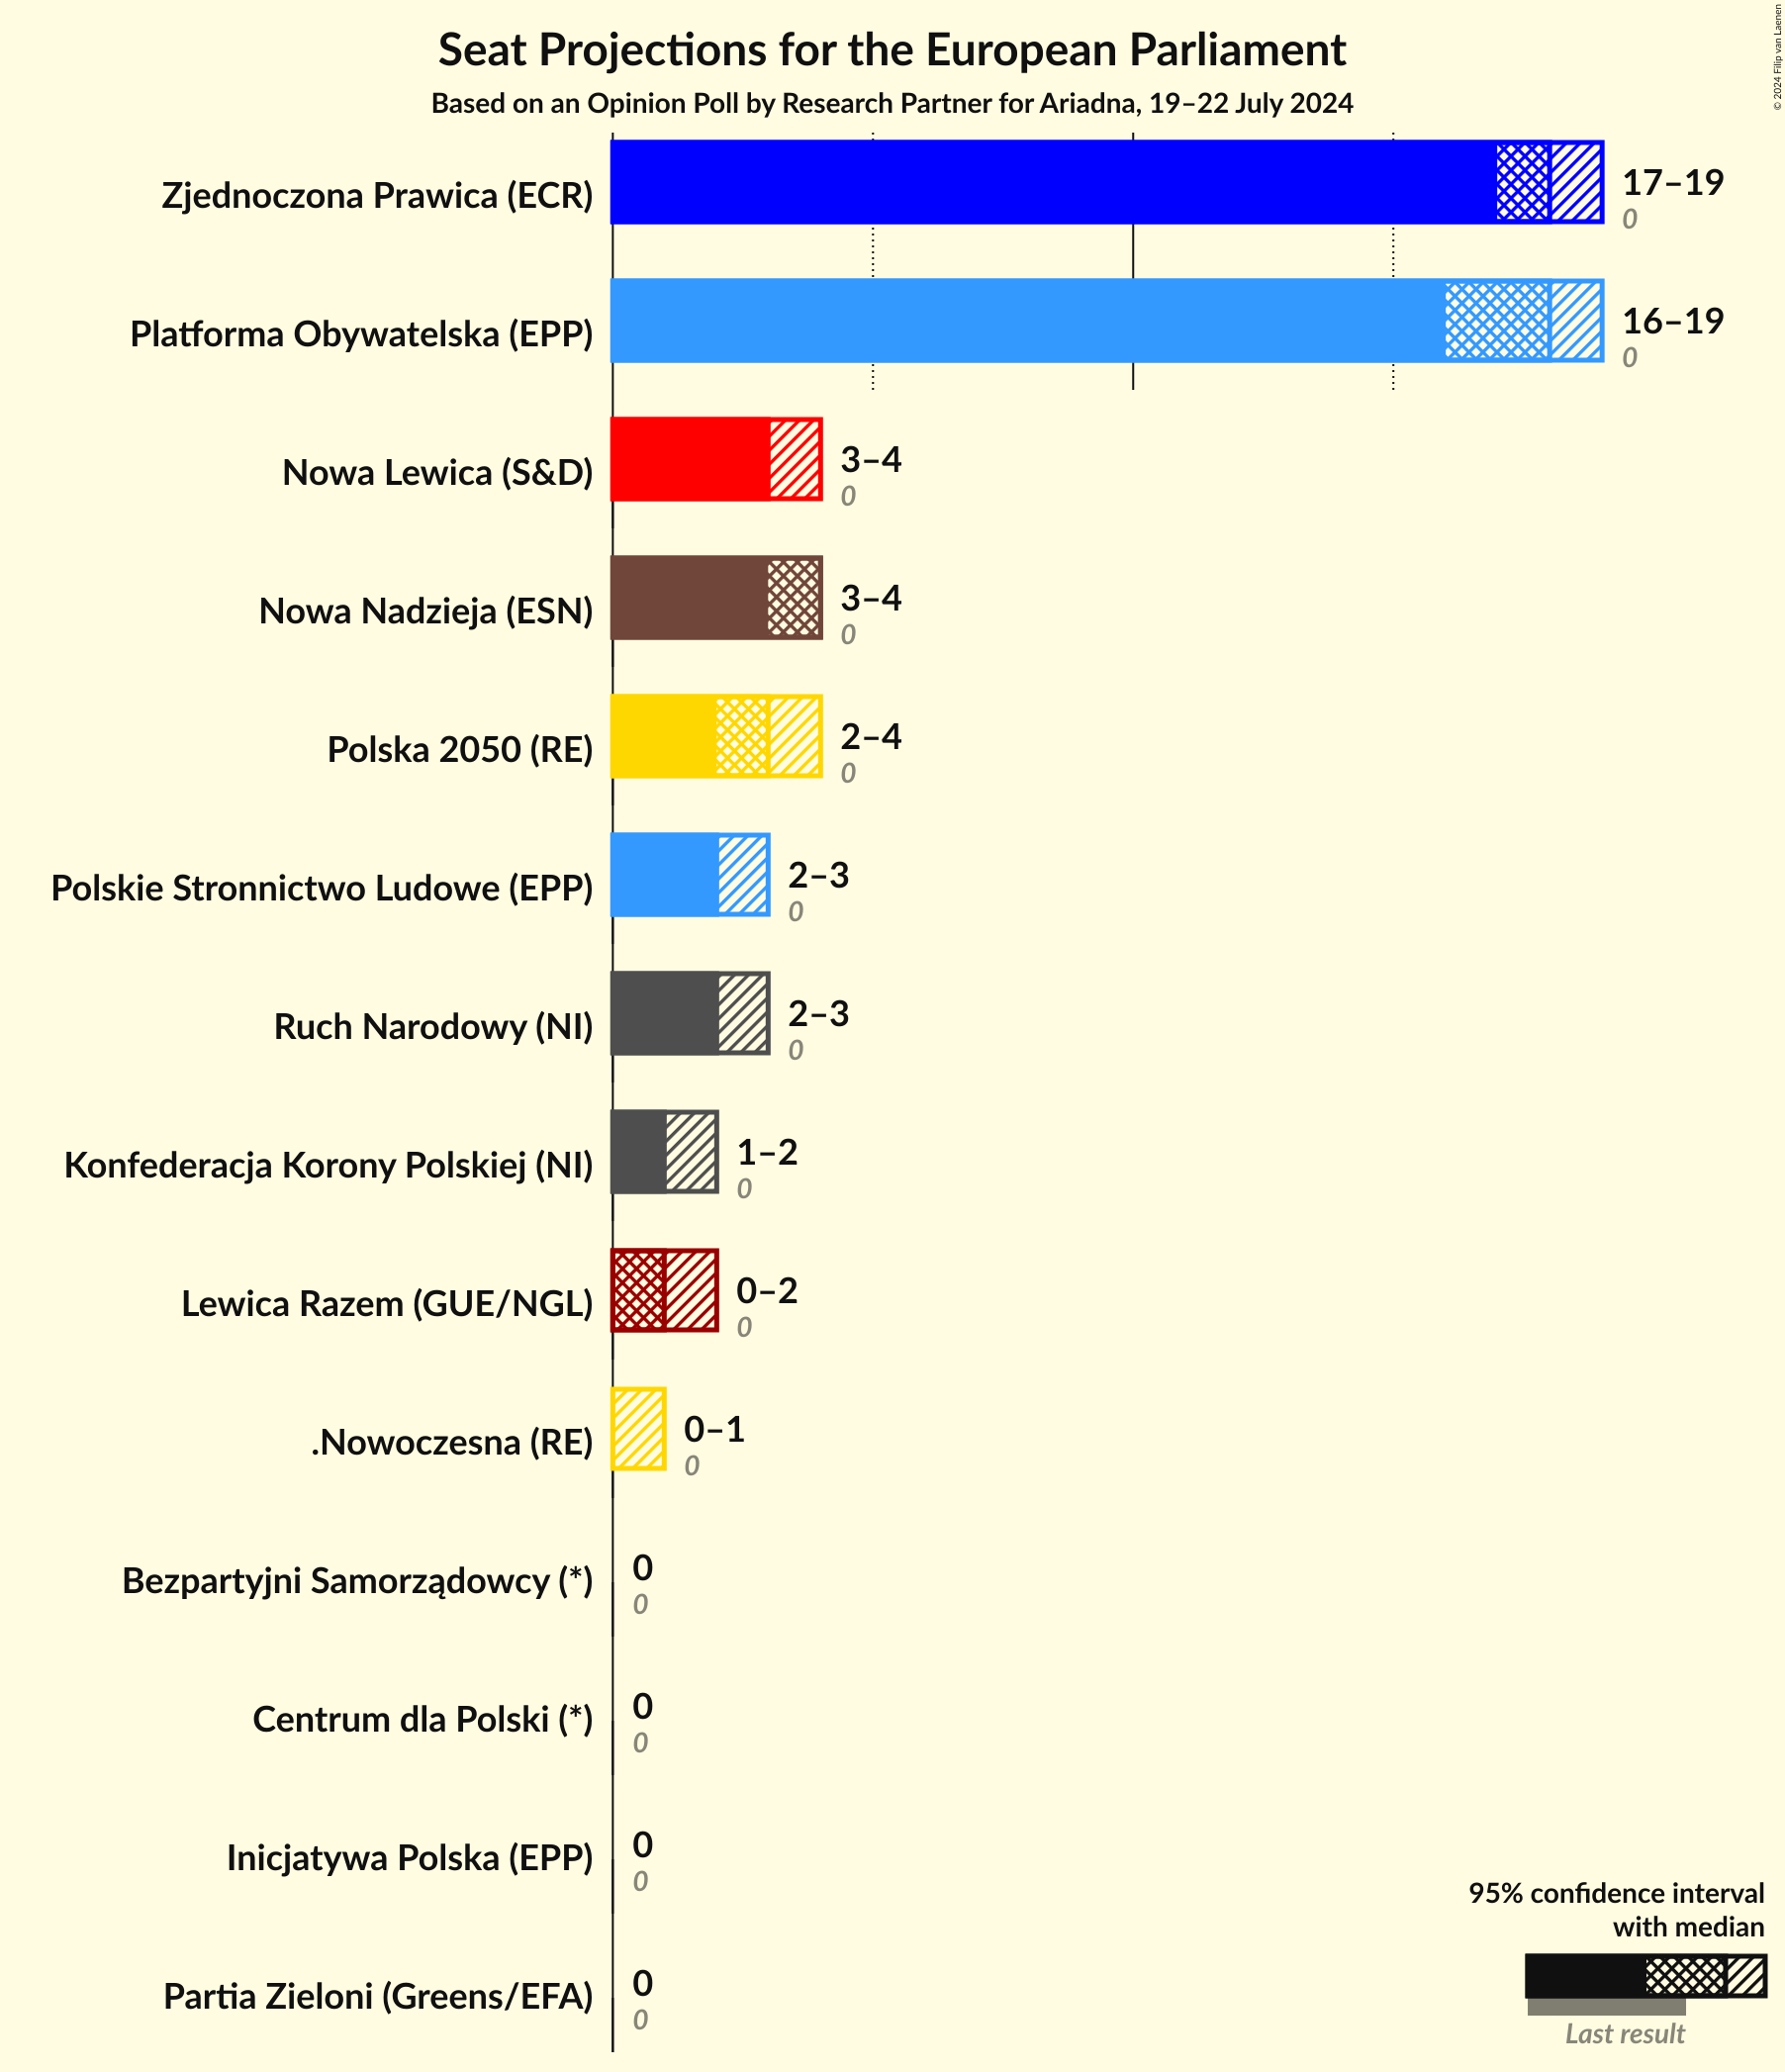 Seat Projections for the European Parliament
Based on an Opinion Poll by Research Partner for Ariadna, 19–22 July 2024
© 2024 Filip van Laenen
Zjednoczona Prawica (ECR)
17–19
0
Platforma Obywatelska (EPP)
16–19
0
Nowa Lewica (S&D)
3–4
0
Nowa Nadzieja (ESN)
3–4
0
Polska 2050 (RE)
2–4
0
Polskie Stronnictwo Ludowe (EPP)
2–3
0
Ruch Narodowy (NI)
2–3
0
Konfederacja Korony Polskiej (NI)
1–2
0
Lewica Razem (GUE/NGL)
0–2
0
.Nowoczesna (RE)
0–1
0
Bezpartyjni Samorządowcy (*)
0
0
Centrum dla Polski (*)
0
0
Inicjatywa Polska (EPP)
0
0
Partia Zieloni (Greens/EFA)
0
0
95% confidence interval
with median
Last result